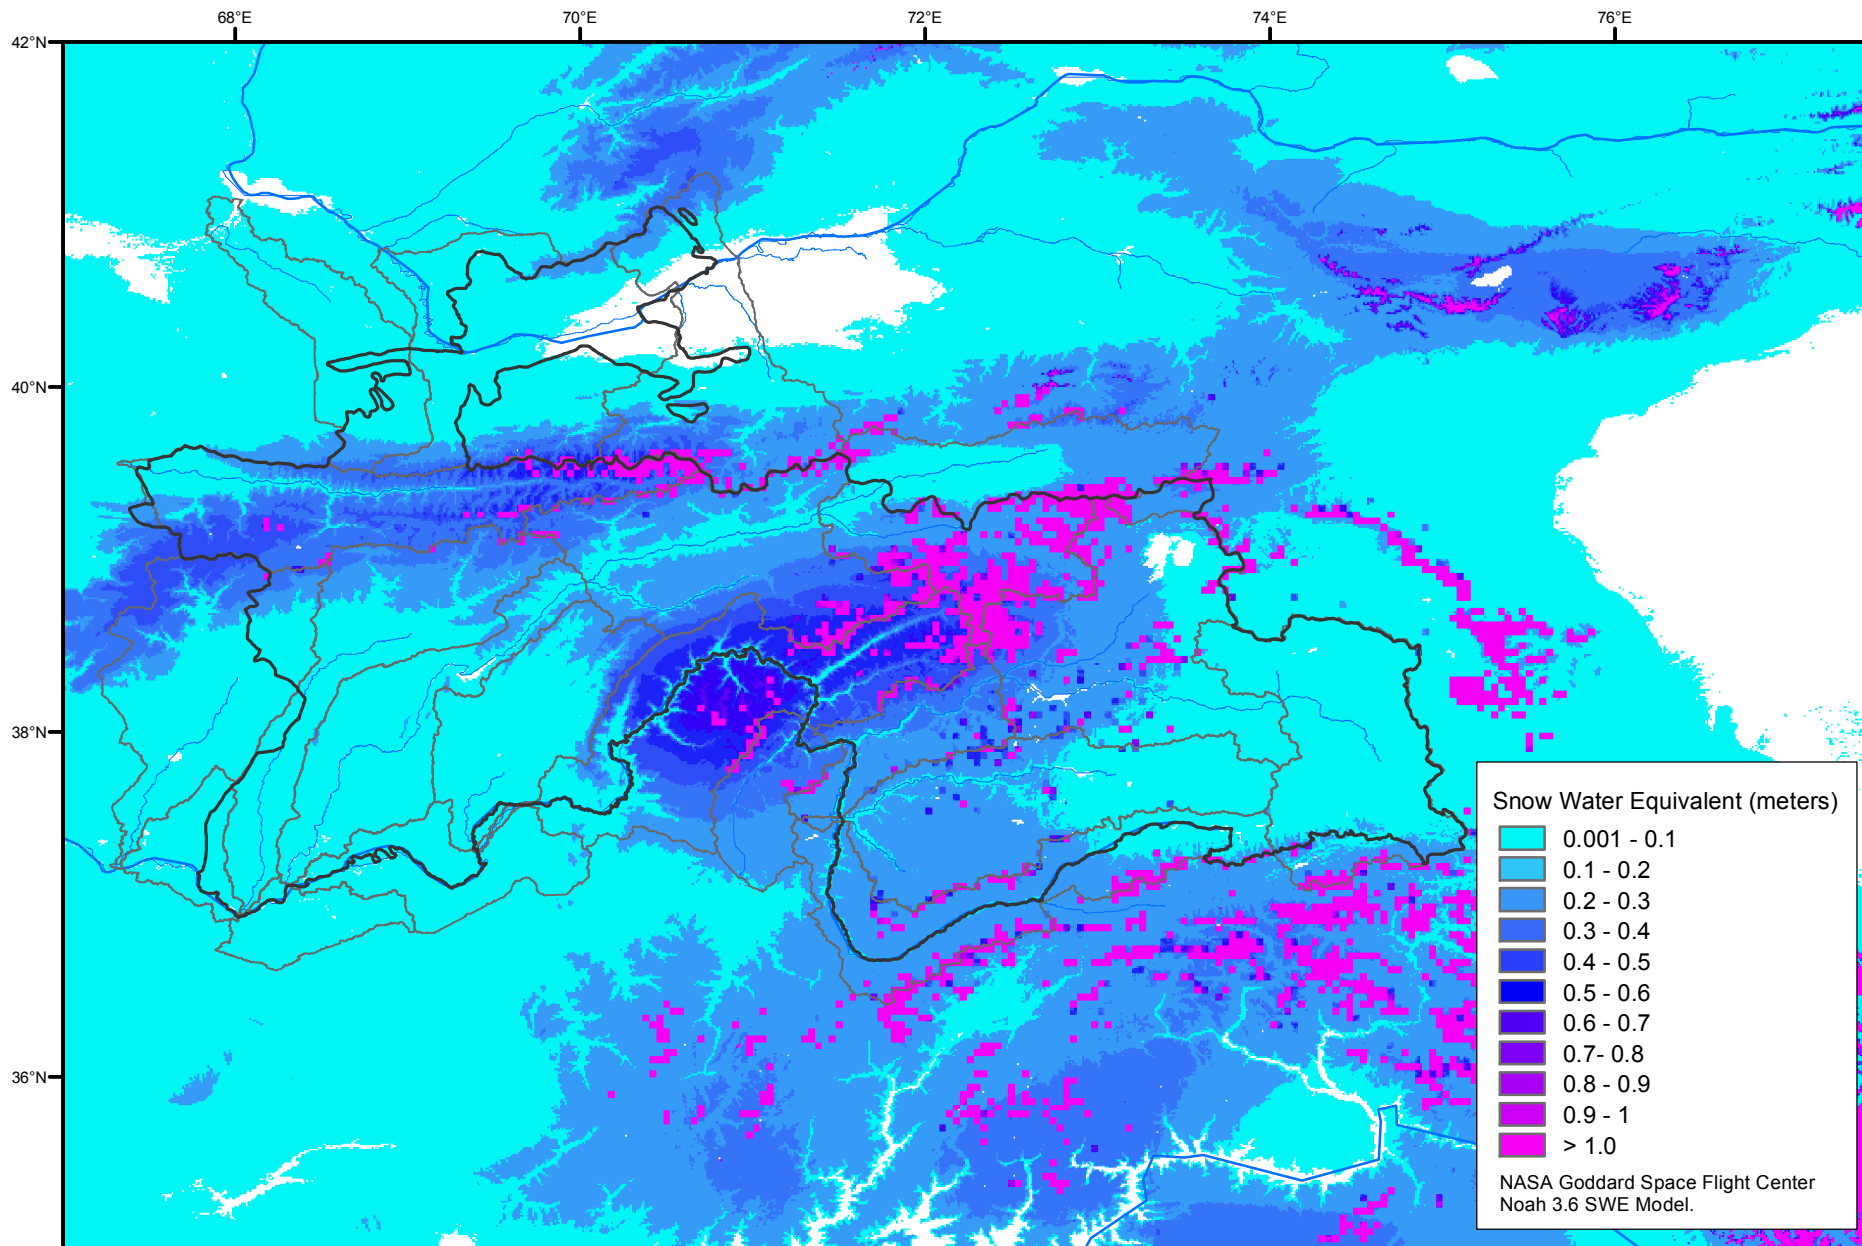 68°E
70°E
72°E
74°E
76°E
42°N
40°N
38°N
36°N
Snow Water Equivalent (meters)
0.001 - 0.1
0.1 - 0.2
0.2 - 0.3
0.3 - 0.4
0.4 - 0.5
0.5 - 0.6
0.6 - 0.7
0.7- 0.8
0.8 - 0.9
0.9 - 1
> 1.0
NASA Goddard Space Flight Center
Noah 3.6 SWE Model.